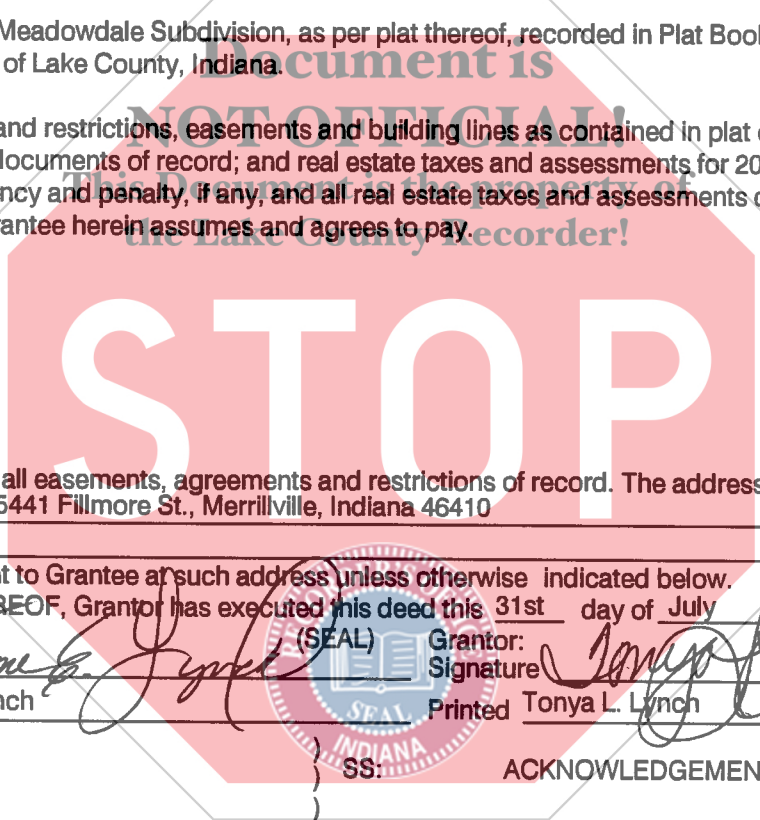 Meadowdale Subdivision, as per plat thereof, recorded in Plat Book
of Lake County, Indiana.
Document is
NOT OFFICIAL!
This Document is the property of
the Lake County Recorder!
and restrictions, easements and building lines as contained in plat
documents of record; and real estate taxes and assessments for 20
ncy and penalty, if any, and all real estate taxes and assessments
rantee herein assumes and agrees to pay.
STOP
all easements, agreements and restrictions of record. The address
5441 Fillmore St., Merrillville, Indiana 46410
t to Grantee at such address unless otherwise indicated below.
REOF, Grantor has executed this deed this 31st day of July
(SEAL) Grantor:
E. Lynch Signature Tonya L
nch Printed Tonya L. Lynch
SEAL
INDIANA
SS: ACKNOWLEDGEMEN